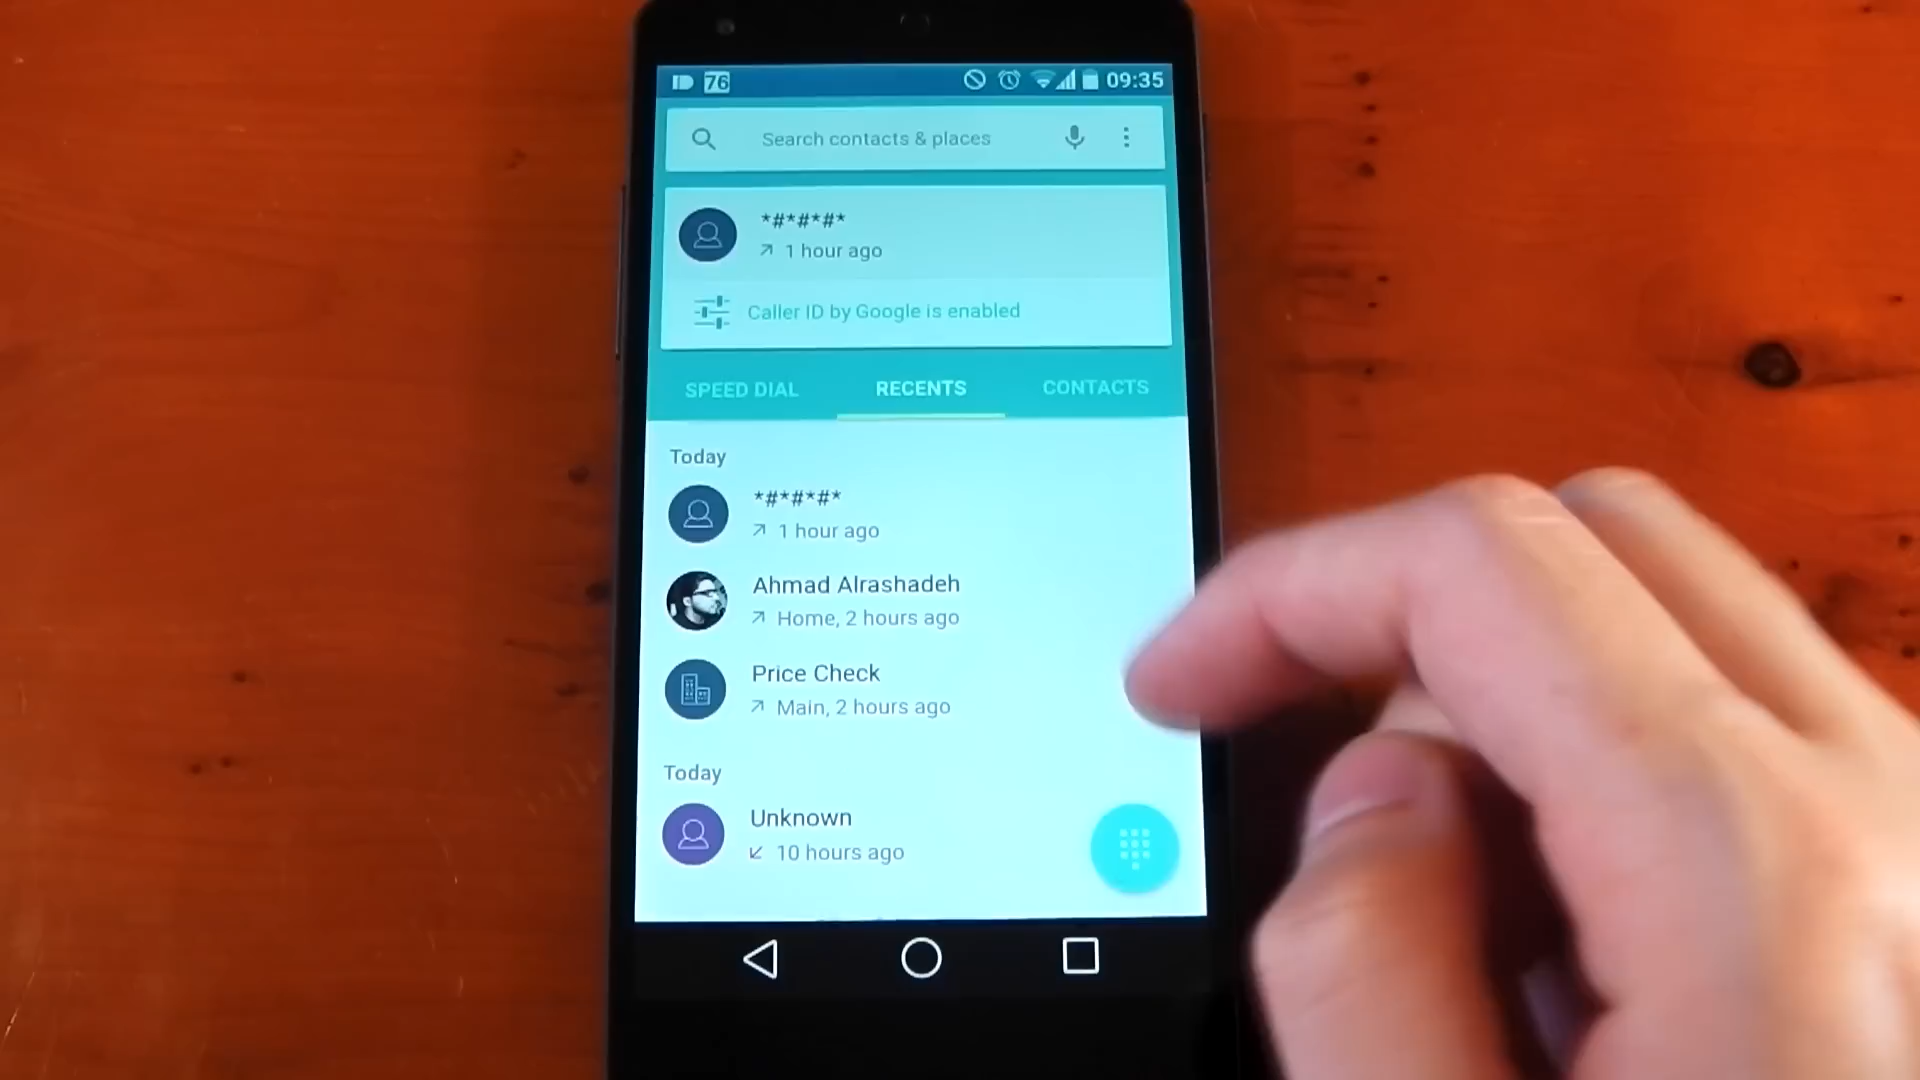 76 09:35
Search contacts & places
*#*#*#*
1 hour ago
Caller ID by Google is enabled
SPEED DIAL RECENTS CONTACTS
Today
*#*#*#*
1 hour ago
Ahmad Alrashadeh
Home, 2 hours ago
Price Check
Main, 2 hours ago
Today
Unknown
10 hours ago